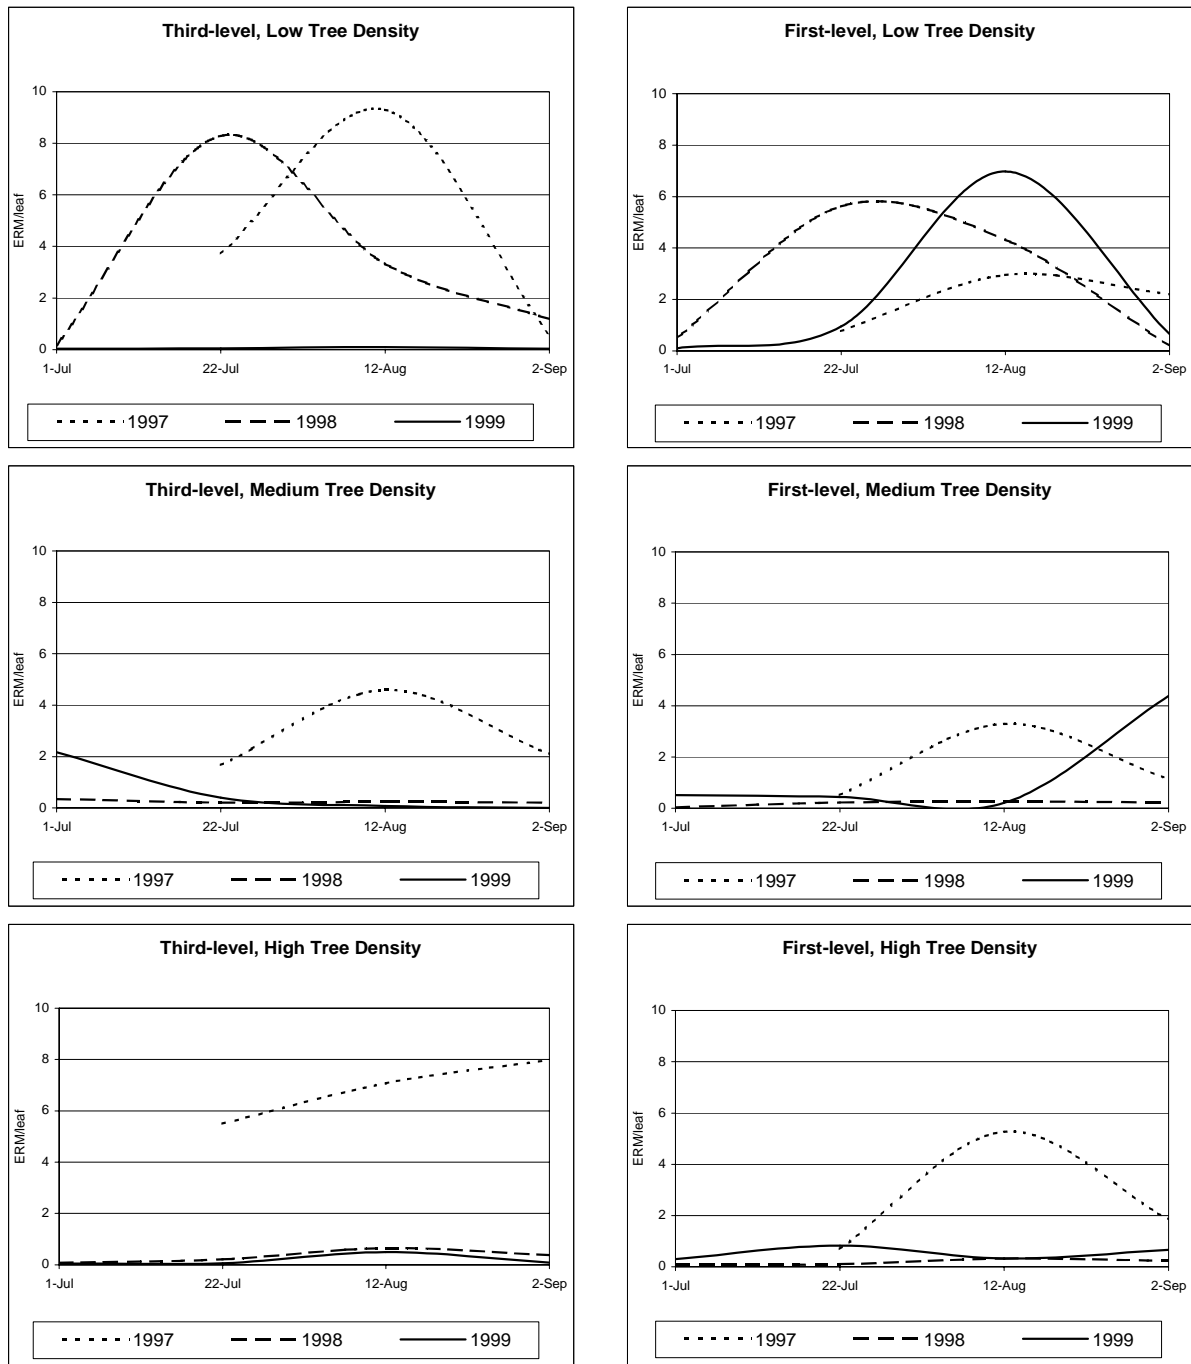 Third-level, Low Tree Density
10
8
6
4
2
0
ERM/leaf
1-Jul 22-Jul 12-Aug 2-Sep
1997 1998 1999
First-level, Low Tree Density
10
8
6
4
2
0
ERM/leaf
1-Jul 22-Jul 12-Aug 2-Sep
1997 1998 1999
Third-level, Medium Tree Density
10
8
6
4
2
0
ERM/leaf
1-Jul 22-Jul 12-Aug 2-Sep
1997 1998 1999
First-level, Medium Tree Density
10
8
6
4
2
0
ERM/leaf
1-Jul 22-Jul 12-Aug 2-Sep
1997 1998 1999
Third-level, High Tree Density
10
8
6
4
2
0
ERM/leaf
1-Jul 22-Jul 12-Aug 2-Sep
1997 1998 1999
First-level, High Tree Density
10
8
6
4
2
0
ERM/leaf
1-Jul 22-Jul 12-Aug 2-Sep
1997 1998 1999